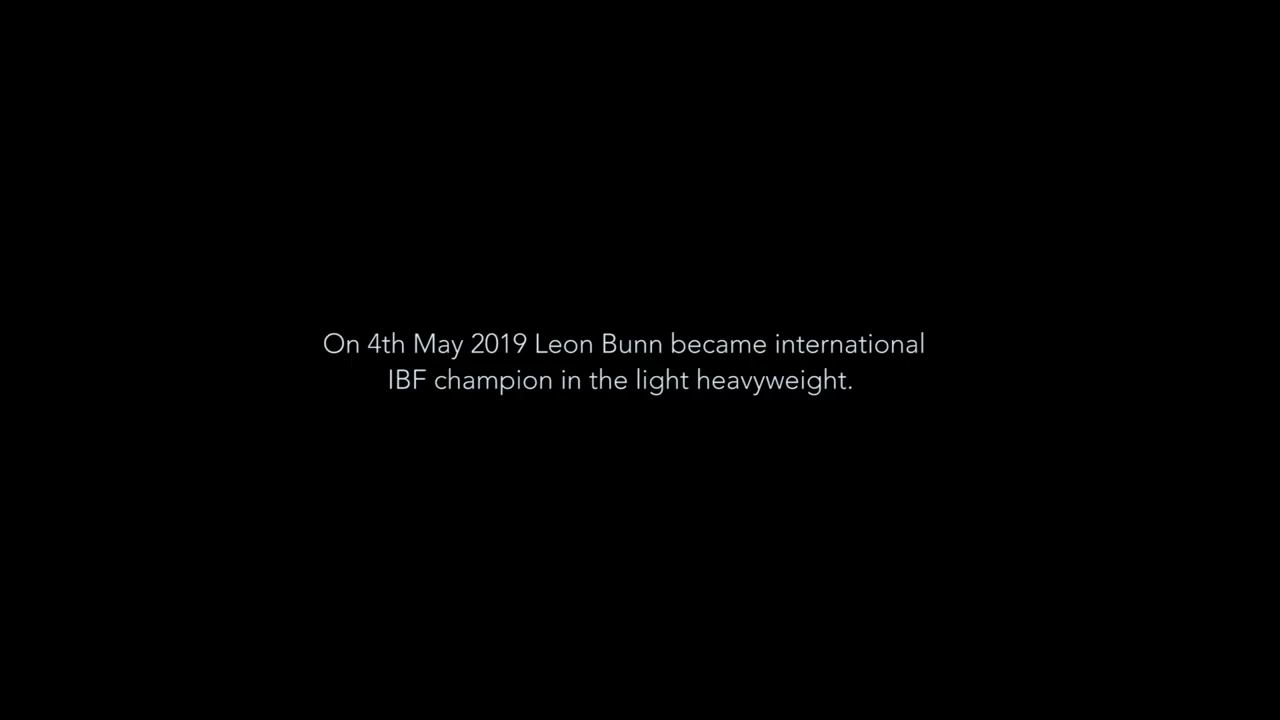 On 4th May 2019 Leon Bunn became international
IBF champion in the light heavyweight.